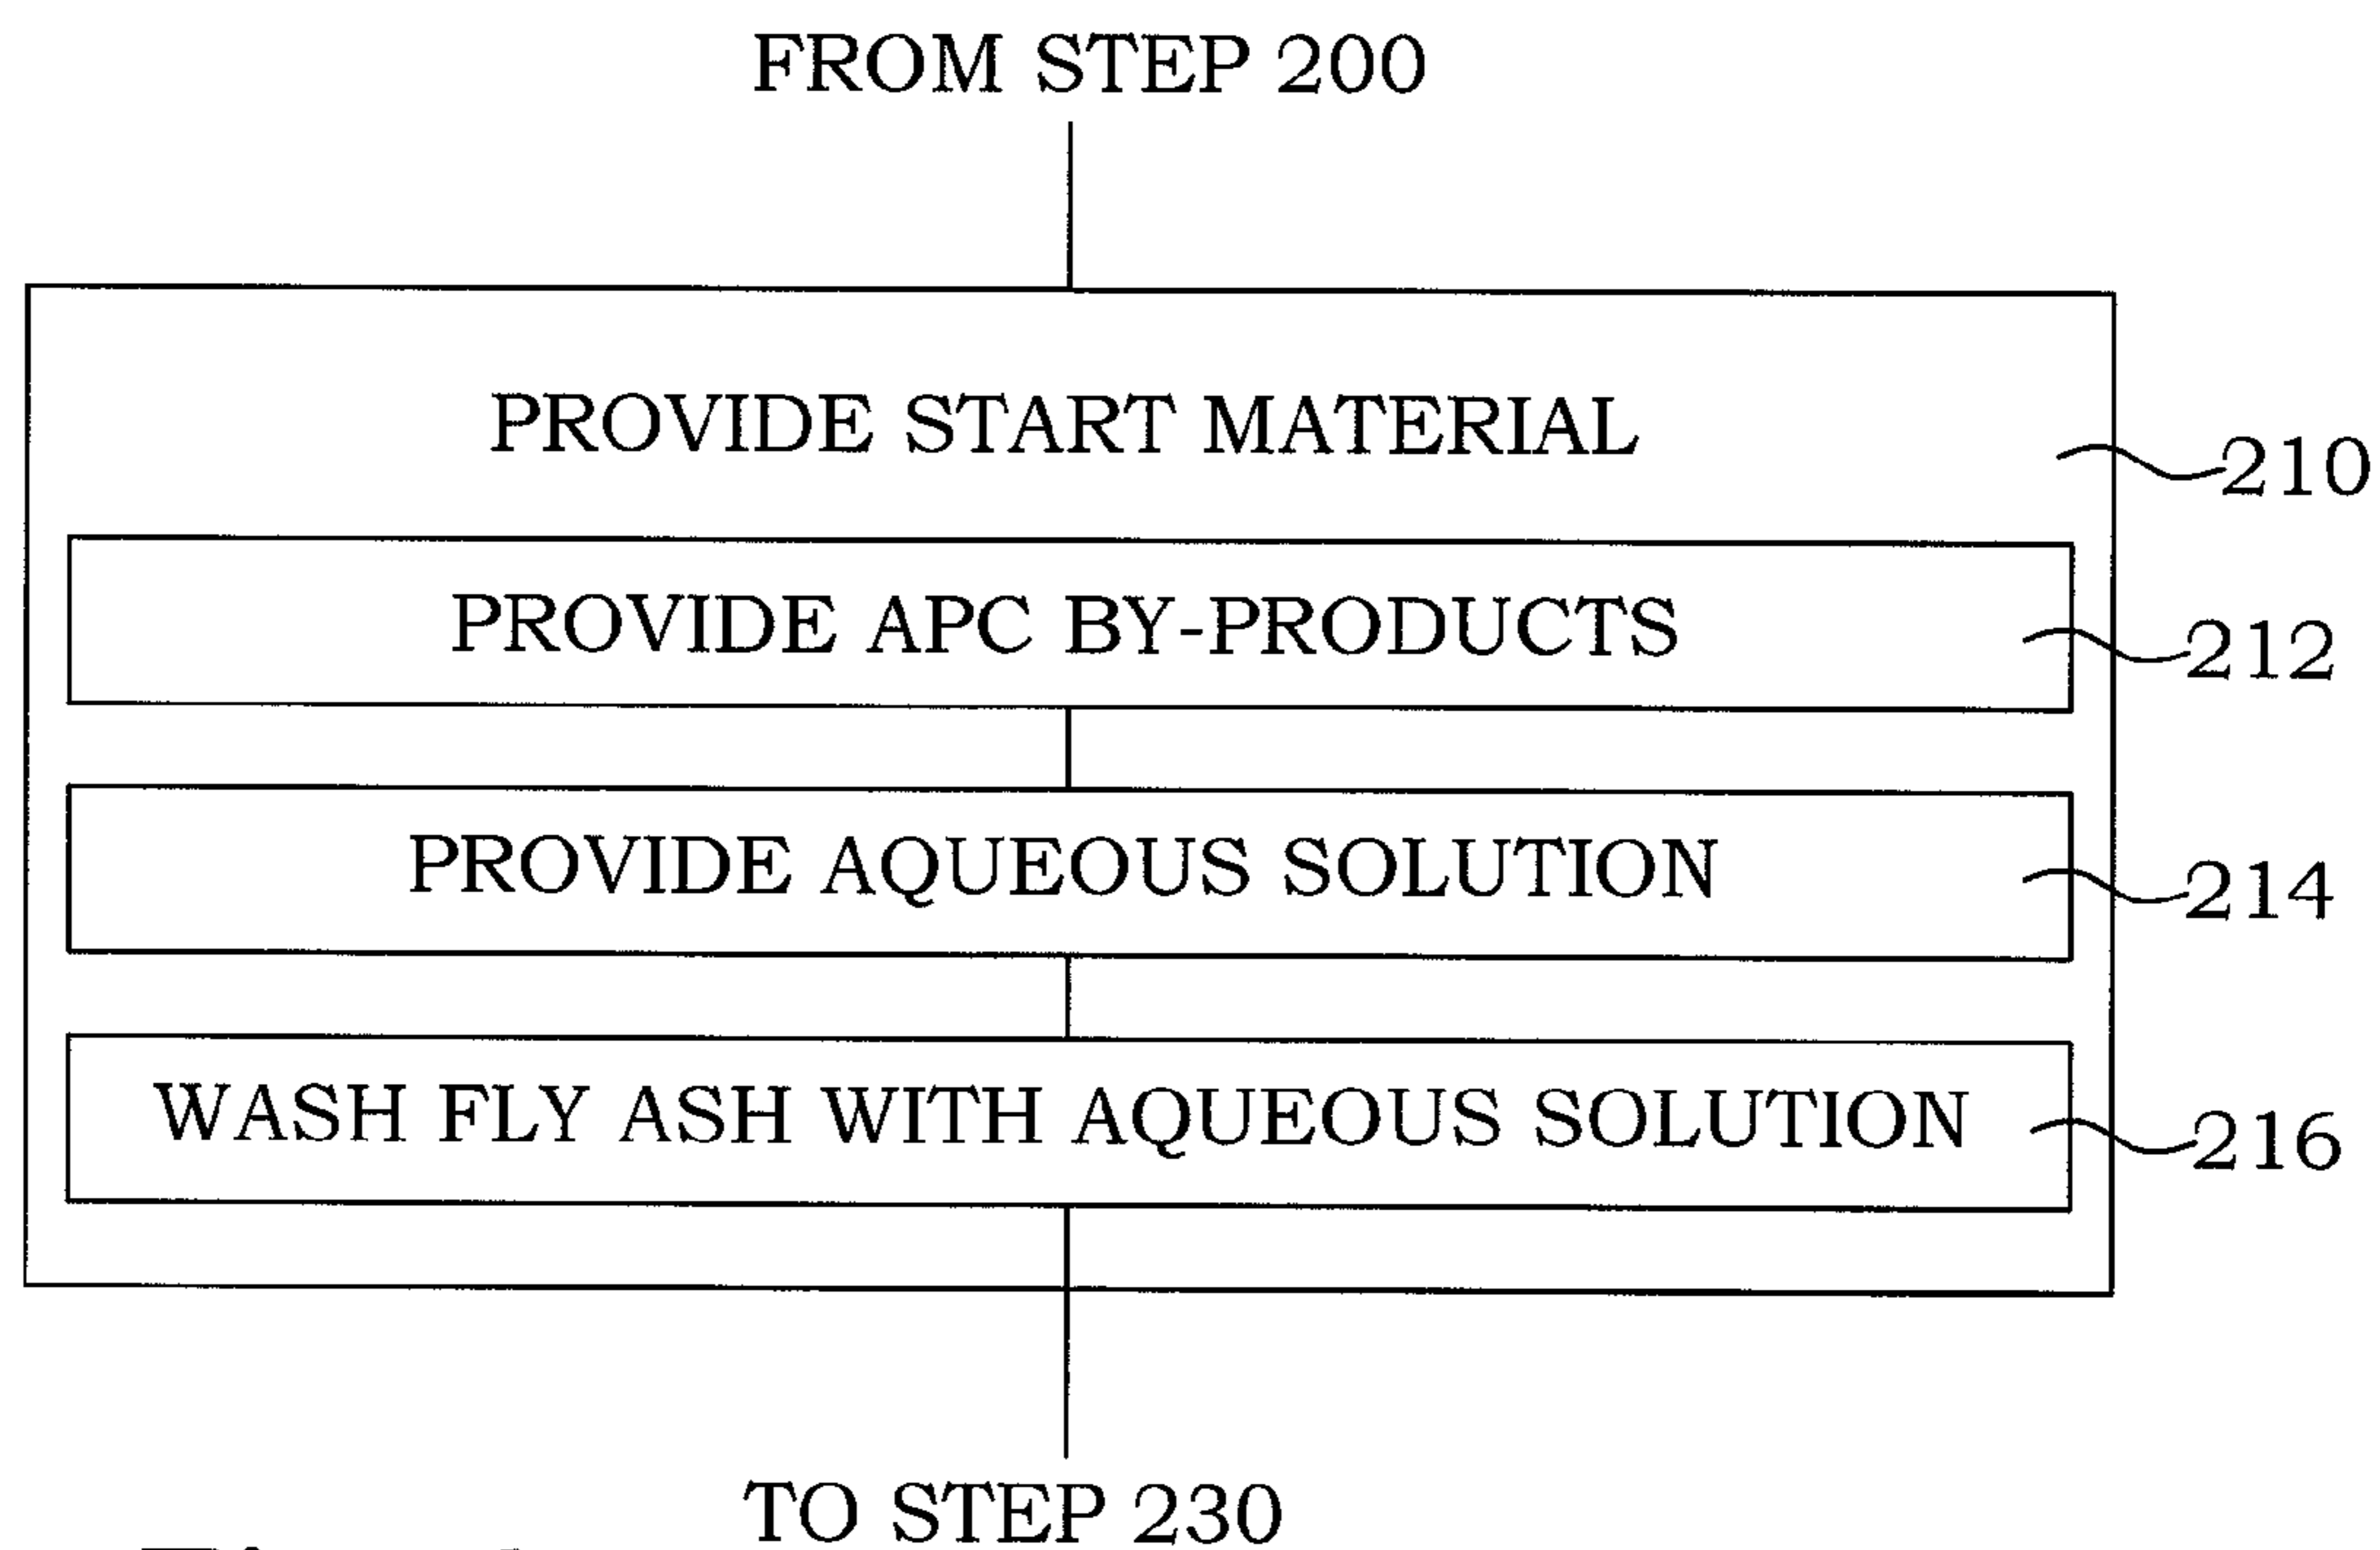 FROM STEP 200
PROVIDE START MATERIAL
210
PROVIDE APC BY-PRODUCTS
212
PROVIDE AQUEOUS SOLUTION
214
WASH FLY ASH WITH AQUEOUS SOLUTION
216
TO STEP 230